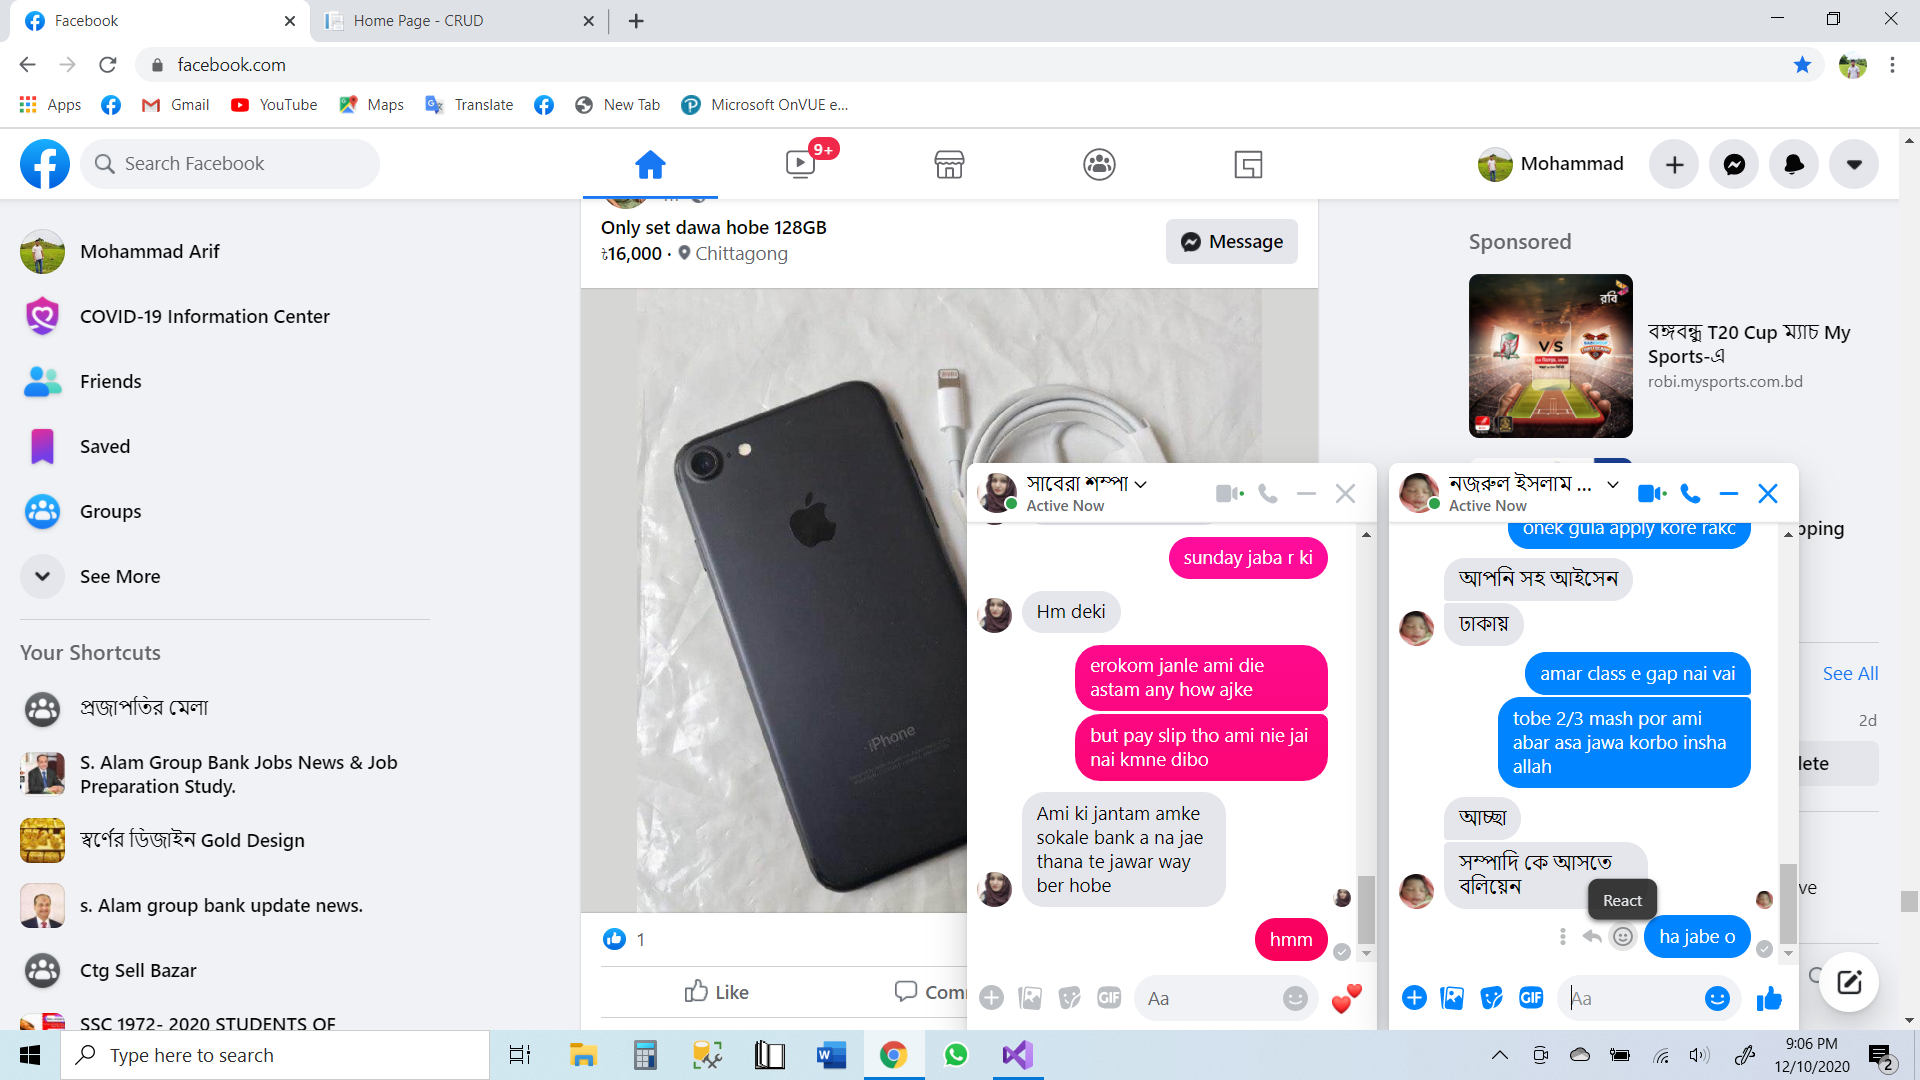 Facebook
Home Page - CRUD
facebook.com
Apps
Gmail
YouTube
Maps
Translate
New Tab
Microsoft OnVUE e...
Search Facebook
9+
Mohammad
Mohammad Arif
COVID-19 Information Center
Friends
Saved
Groups
See More
Your Shortcuts
প্রজাপতির মেলা
S. Alam Group Bank Jobs News & Job
Preparation Study.
স্বর্ণের ডিজাইন Gold Design
s. Alam group bank update news.
Ctg Sell Bazar
SSC 1972- 2020 STUDENTS OF
Only set dawa hobe 128GB
৳16,000 · Chittagong
Message
iPhone
1
Like
Com
Sponsored
রবি
V/S
বঙ্গবন্ধু T20 Cup ম্যাচ My
Sports-এ
robi.mysports.com.bd
pping
See All
2d
lete
ve
সাবেরা শম্পা
Active Now
sunday jaba r ki
Hm deki
erokom janle ami die
astam any how ajke
but pay slip tho ami nie jai
nai kmne dibo
Ami ki jantam amke
sokale bank a na jae
thana te jawar way
ber hobe
hmm
GIF
Aa
নজরুল ইসলাম ...
Active Now
onek gula apply kore rakc
আপনি সহ আইসেন
ঢাকায়
amar class e gap nai vai
tobe 2/3 mash por ami
abar asa jawa korbo insha
allah
আচ্ছা
সম্পাদি কে আসতে
বলিয়েন
React
ha jabe o
GIF
Aa
Type here to search
9:06 PM
12/10/2020
2